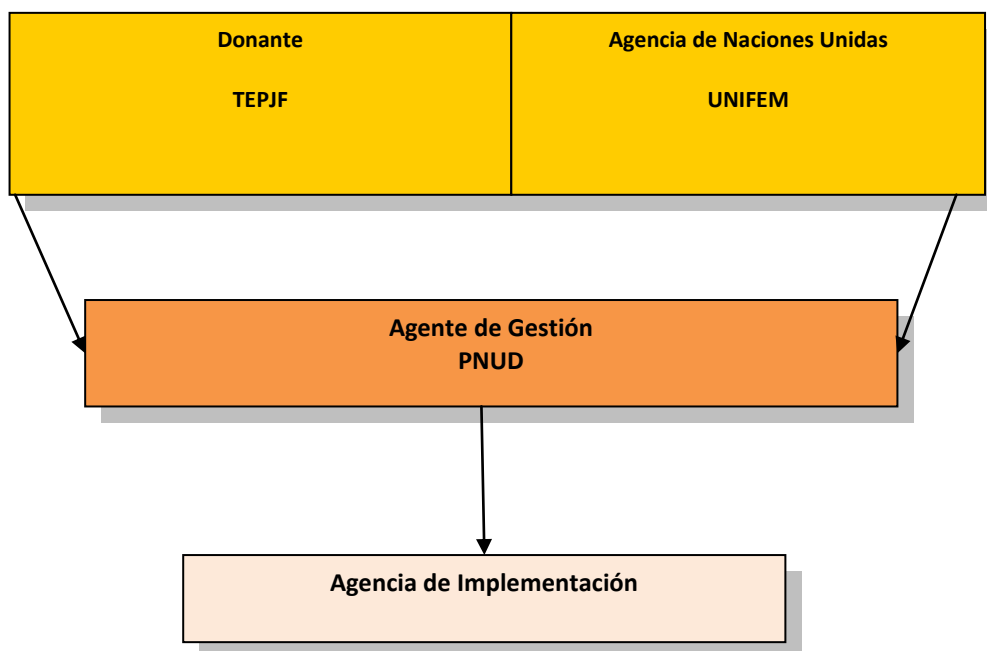 Donante
TEPJF
Agencia de Naciones Unidas
UNIFEM
Agente de Gestión
PNUD
Agencia de Implementación